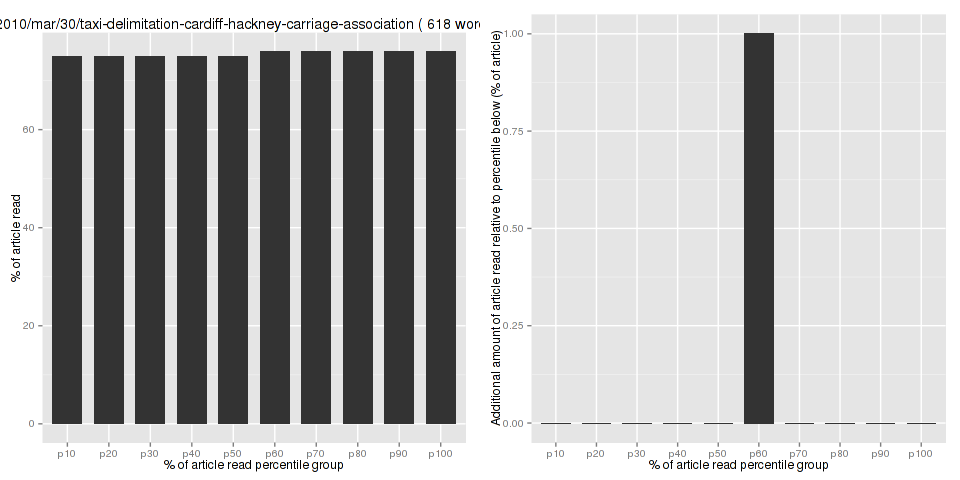 2010/mar/30/taxi-delimitation-cardiff-hackney-carriage-association ( 618 wor
% of article read
60
40
20
0
p10 p20 p30 p40 p50 p60 p70 p80 p90 p100
% of article read percentile group
Additional amount of article read relative to percentile below (% of article)
1.00
0.75
0.50
0.25
0.00
p10 p20 p30 p40 p50 p60 p70 p80 p90 p100
% of article read percentile group